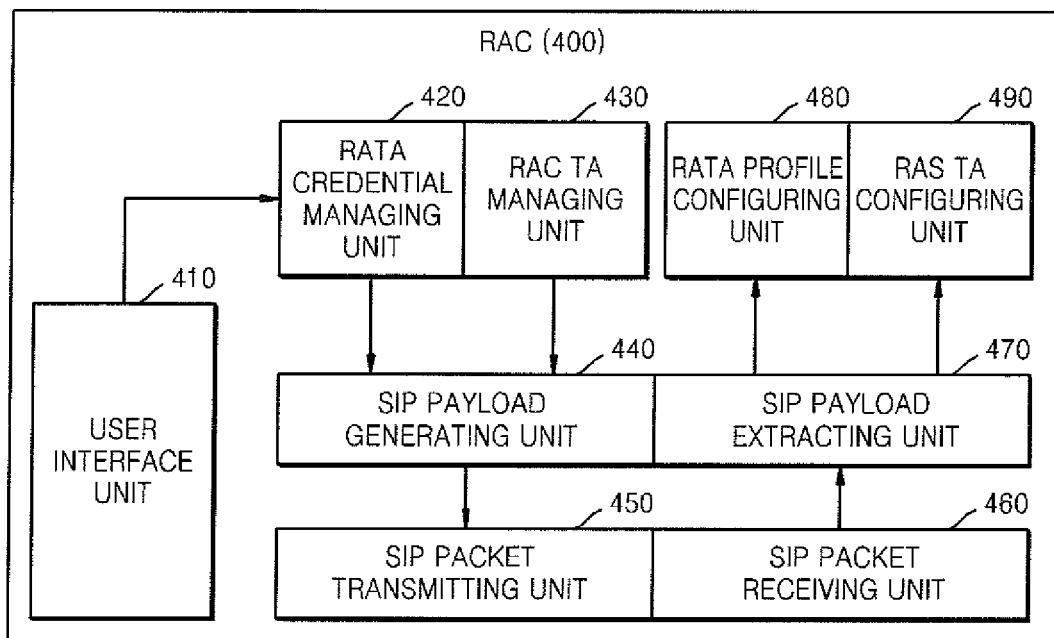 RAC (400)
420
430
480
490
RATA
CREDENTIAL
MANAGING
UNIT
RAC TA
MANAGING
UNIT
RATA PROFILE
CONFIGURING
UNIT
RAS TA
CONFIGURING
UNIT
410
USER
INTERFACE
UNIT
440
470
SIP PAYLOAD
GENERATING UNIT
SIP PAYLOAD
EXTRACTING UNIT
450
460
SIP PACKET
TRANSMITTING UNIT
SIP PACKET
RECEIVING UNIT